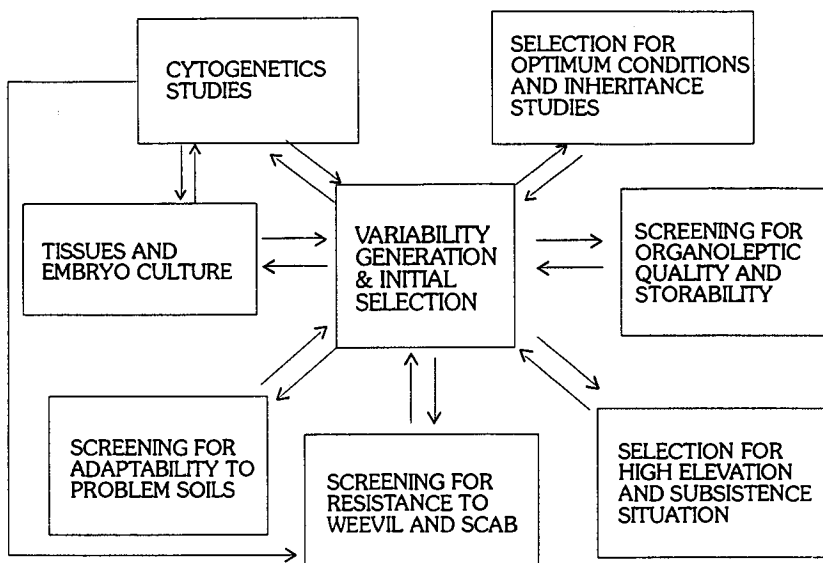 CYTOGENETICS
STUDIES
SELECTION FOR
OPTIMUM CONDITIONS
AND INHERITANCE
STUDIES
TISSUES AND
EMBRYO CULTURE
VARIABILITY
GENERATION
& INITIAL
SELECTION
SCREENING FOR
ORGANOLEPTIC
QUALITY AND
STORABILITY
SCREENING FOR
ADAPTABILITY TO
PROBLEM SOILS
SCREENING FOR
RESISTANCE TO
WEEVIL AND SCAB
SELECTION FOR
HIGH ELEVATION
AND SUBSISTENCE
SITUATION